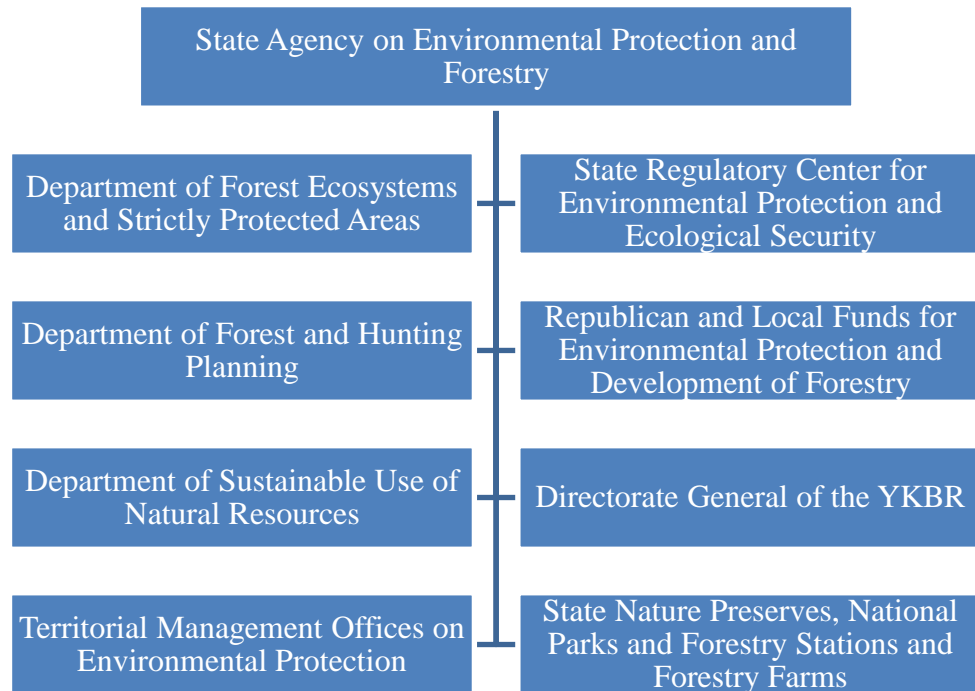 State Agency on Environmental Protection and
Forestry
Department of Forest Ecosystems
and Strictly Protected Areas
State Regulatory Center for
Environmental Protection and
Ecological Security
Department of Forest and Hunting
Planning
Republican and Local Funds for
Environmental Protection and
Development of Forestry
Department of Sustainable Use of
Natural Resources
Directorate General of the YKBR
Territorial Management Offices on
Environmental Protection
State Nature Preserves, National
Parks and Forestry Stations and
Forestry Farms